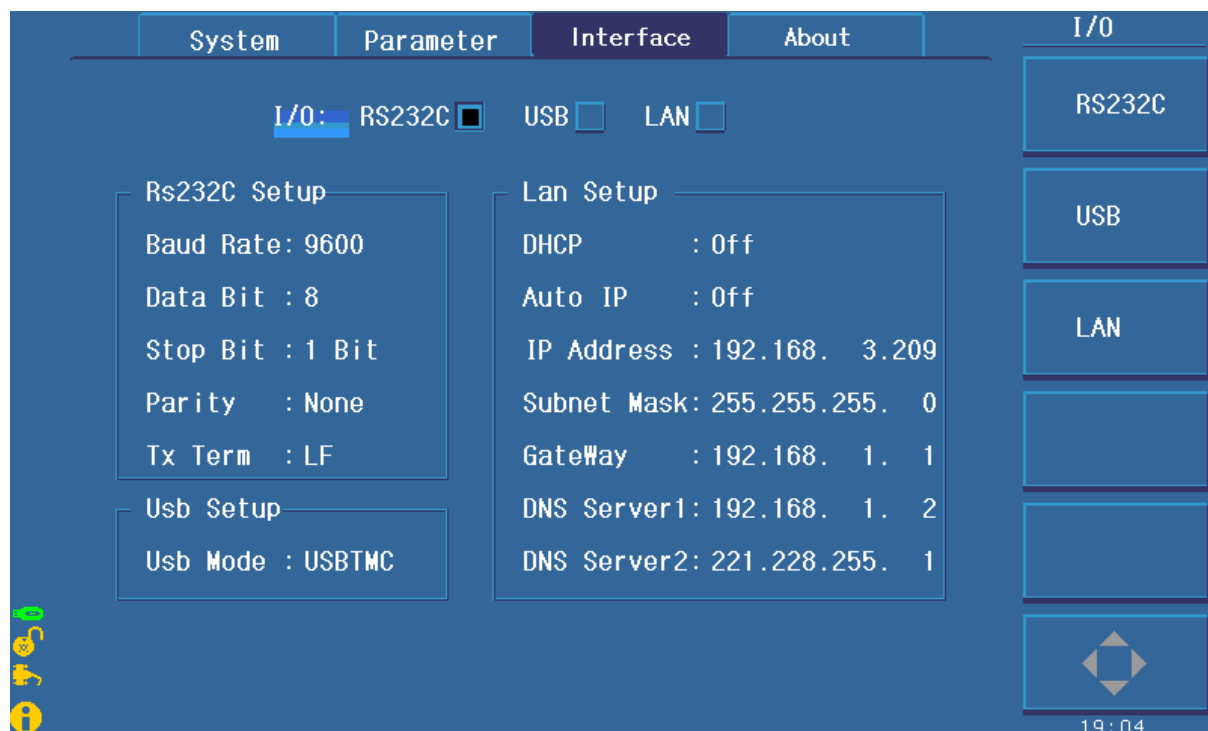 System Parameter Interface About
I/O: RS232C USB LAN
Rs232C Setup
Baud Rate: 9600
Data Bit : 8
Stop Bit : 1 Bit
Parity : None
Tx Term : LF
Usb Setup
Usb Mode : USBTMC
Lan Setup
DHCP : Off
Auto IP : Off
IP Address : 192.168. 3.209
Subnet Mask: 255.255.255. 0
GateWay : 192.168. 1. 1
DNS Server1: 192.168. 1. 2
DNS Server2: 221.228.255. 1
I/O
RS232C
USB
LAN
19:04